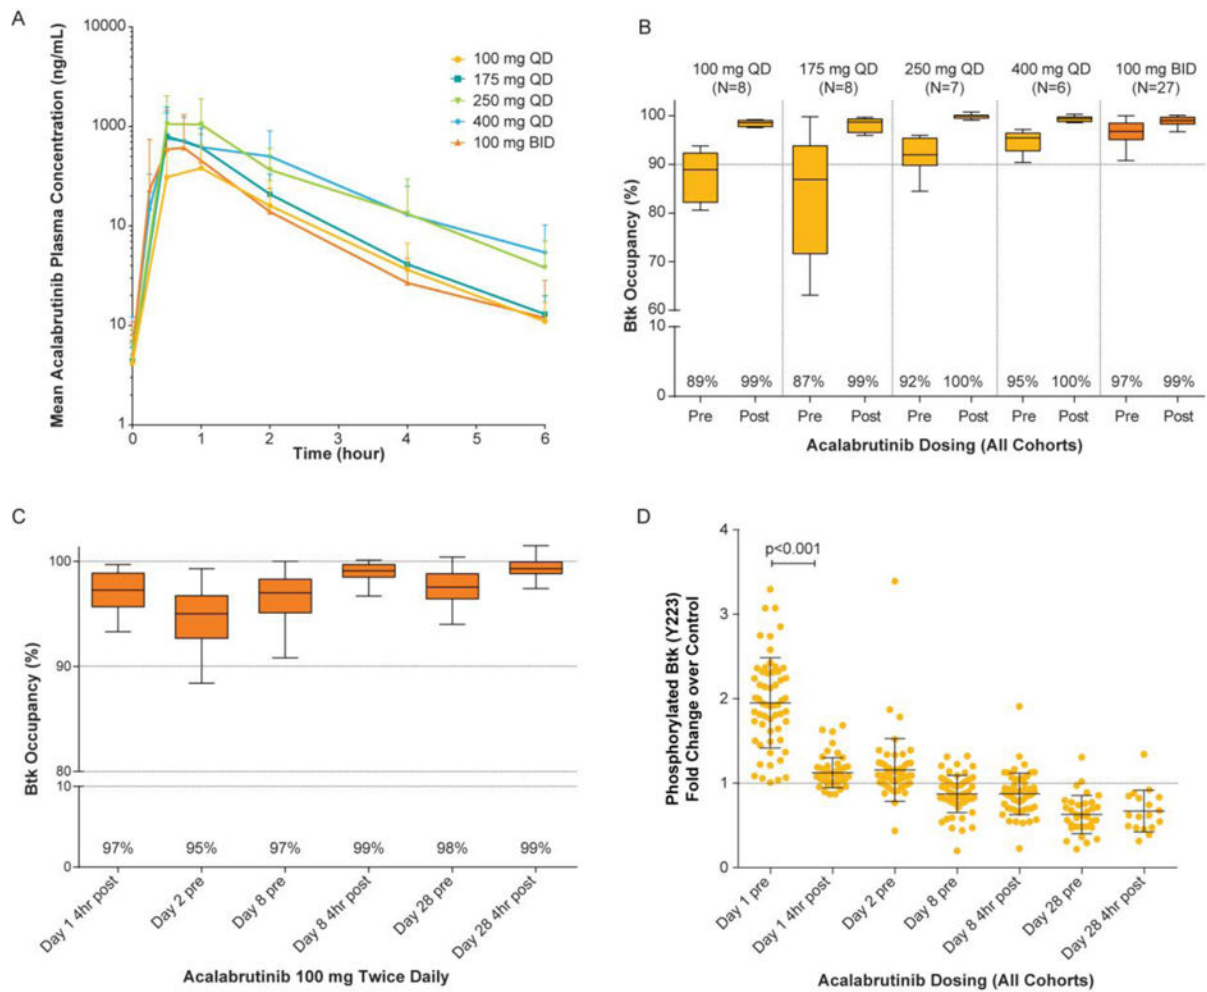 A
Mean Acalabrutinib Plasma Concentration (ng/mL)
10000
1000
10
10
1
0
1
2
3
4
5
6
Time (hour)
100 mg QD
175 mg QD
250 mg QD
400 mg QD
100 mg BID
B
Btk Occupancy (%)
100 mg QD
(N=8)
175 mg QD
(N=8)
250 mg QD
(N=7)
400 mg QD
(N=6)
100 mg BID
(N=27)
100
90
80
70
60
10
0
89% 99% 87% 99% 92% 100% 95% 100% 97% 99%
Pre Post Pre Post Pre Post Pre Post Pre Post
Acalabrutinib Dosing (All Cohorts)
C
Btk Occupancy (%)
100
90
80
10
0
97% 95% 97% 99% 98% 99%
Day 1 4hr post
Day 2 pre
Day 8 pre
Day 8 4hr post
Day 28 pre
Day 28 4hr post
Acalabrutinib 100 mg Twice Daily
D
Phosphorylated Btk (Y223)
Fold Change over Control
4
3
2
1
0
p<0.001
Day 1 pre
Day 1 4hr post
Day 2 pre
Day 8 pre
Day 8 4hr post
Day 28 pre
Day 28 4hr post
Acalabrutinib Dosing (All Cohorts)